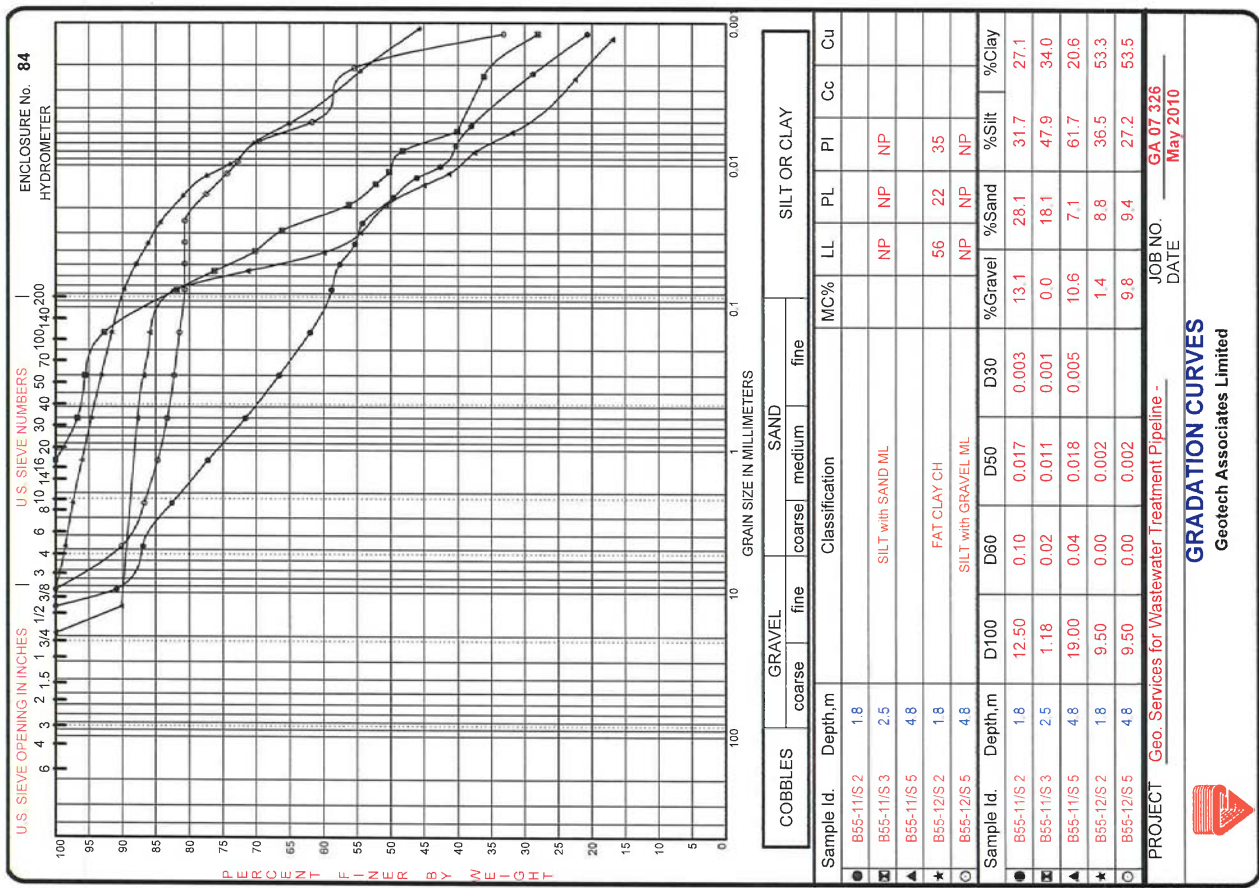 ENCLOSURE No. 84
U.S. SIEVE OPENING IN INCHES
U.S. SIEVE NUMBERS
HYDROMETER
6 4 3 2 1.5 1 3/4 1/2 3/8 3 4 6 8 10 14 16 20 30 40 50 70 100 140 200
100
95
90
85
80
75
70
65
60
55
50
45
40
35
30
25
20
15
10
5
0
PERCENT FINER BY WEIGHT
100 10 1 0.1 0.01 0.001
GRAIN SIZE IN MILLIMETERS
COBBLES GRAVEL SAND SILT OR CLAY
coarse fine coarse medium fine
Sample Id. Depth,m Classification MC% LL PL PI Cc Cu
B55-11/S 2 1.8
B55-11/S 3 2.5 SILT with SAND ML NP NP NP
B55-11/S 5 4.8
B55-12/S 2 1.8 FAT CLAY CH 56 22 35
B55-12/S 5 4.8 SILT with GRAVEL ML NP NP NP
Sample Id. Depth,m D100 D60 D50 D30 %Gravel %Sand %Silt %Clay
B55-11/S 2 1.8 12.50 0.10 0.017 0.003 13.1 28.1 31.7 27.1
B55-11/S 3 2.5 1.18 0.02 0.011 0.001 0.0 18.1 47.9 34.0
B55-11/S 5 4.8 19.00 0.04 0.018 0.005 10.6 7.1 61.7 20.6
B55-12/S 2 1.8 9.50 0.00 0.002 1.4 8.8 36.5 53.3
B55-12/S 5 4.8 9.50 0.00 0.002 9.8 9.4 27.2 53.5
PROJECT Geo. Services for Wastewater Treatment Pipeline - JOB NO. GA 07 326
DATE May 2010
GRADATION CURVES
Geotech Associates Limited